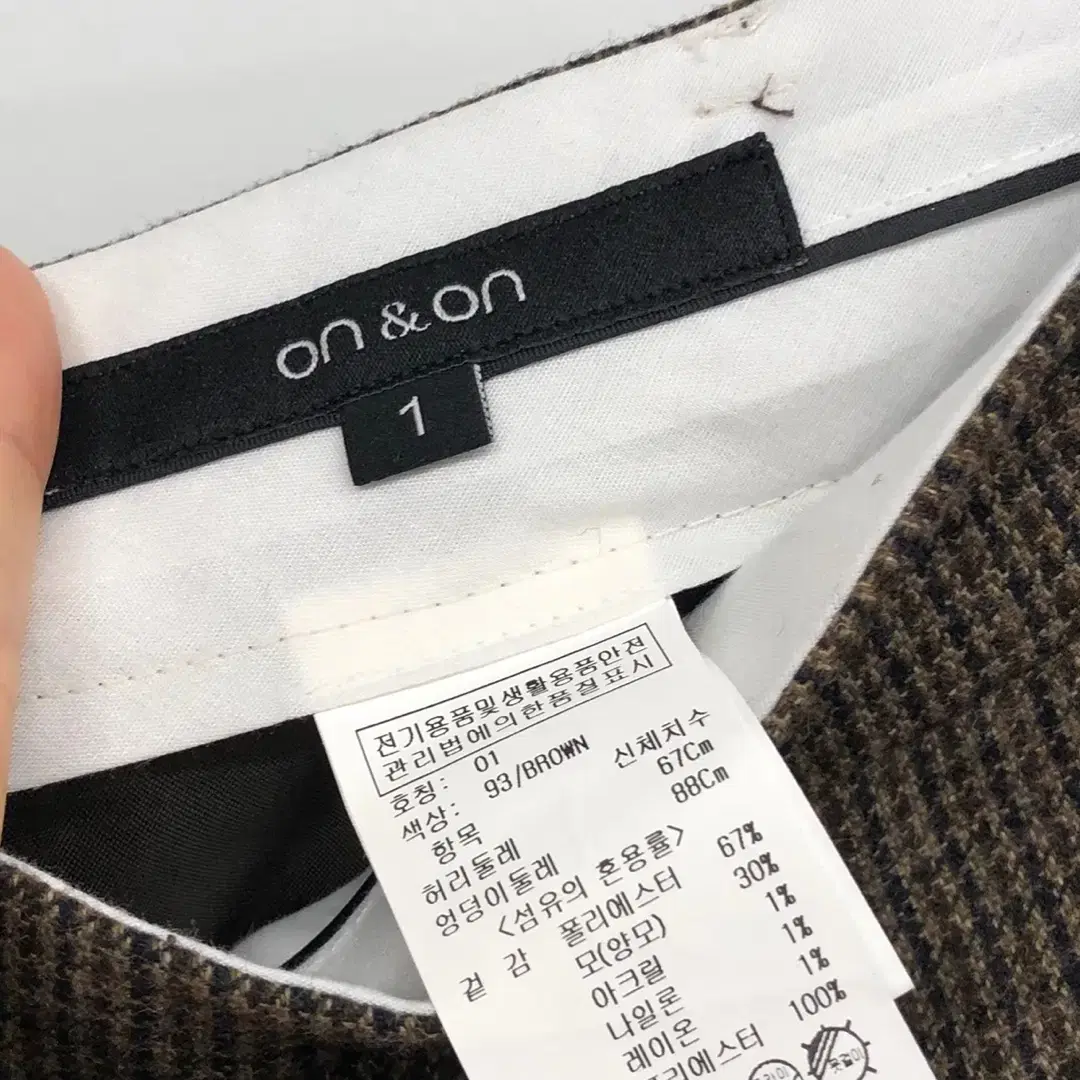 on & on
1
전기용품및생활용품안전
관리법에의한품질표시
호칭: 01
색상: 93/BROWN
항목 신체치수
허리둘레 67Cm
엉덩이둘레 88Cm
<섬유의 혼용률>
겉 감 폴리에스터 67%
모(양모) 30%
아크릴 1%
나일론 1%
레이온 1%
폴리에스터 100%